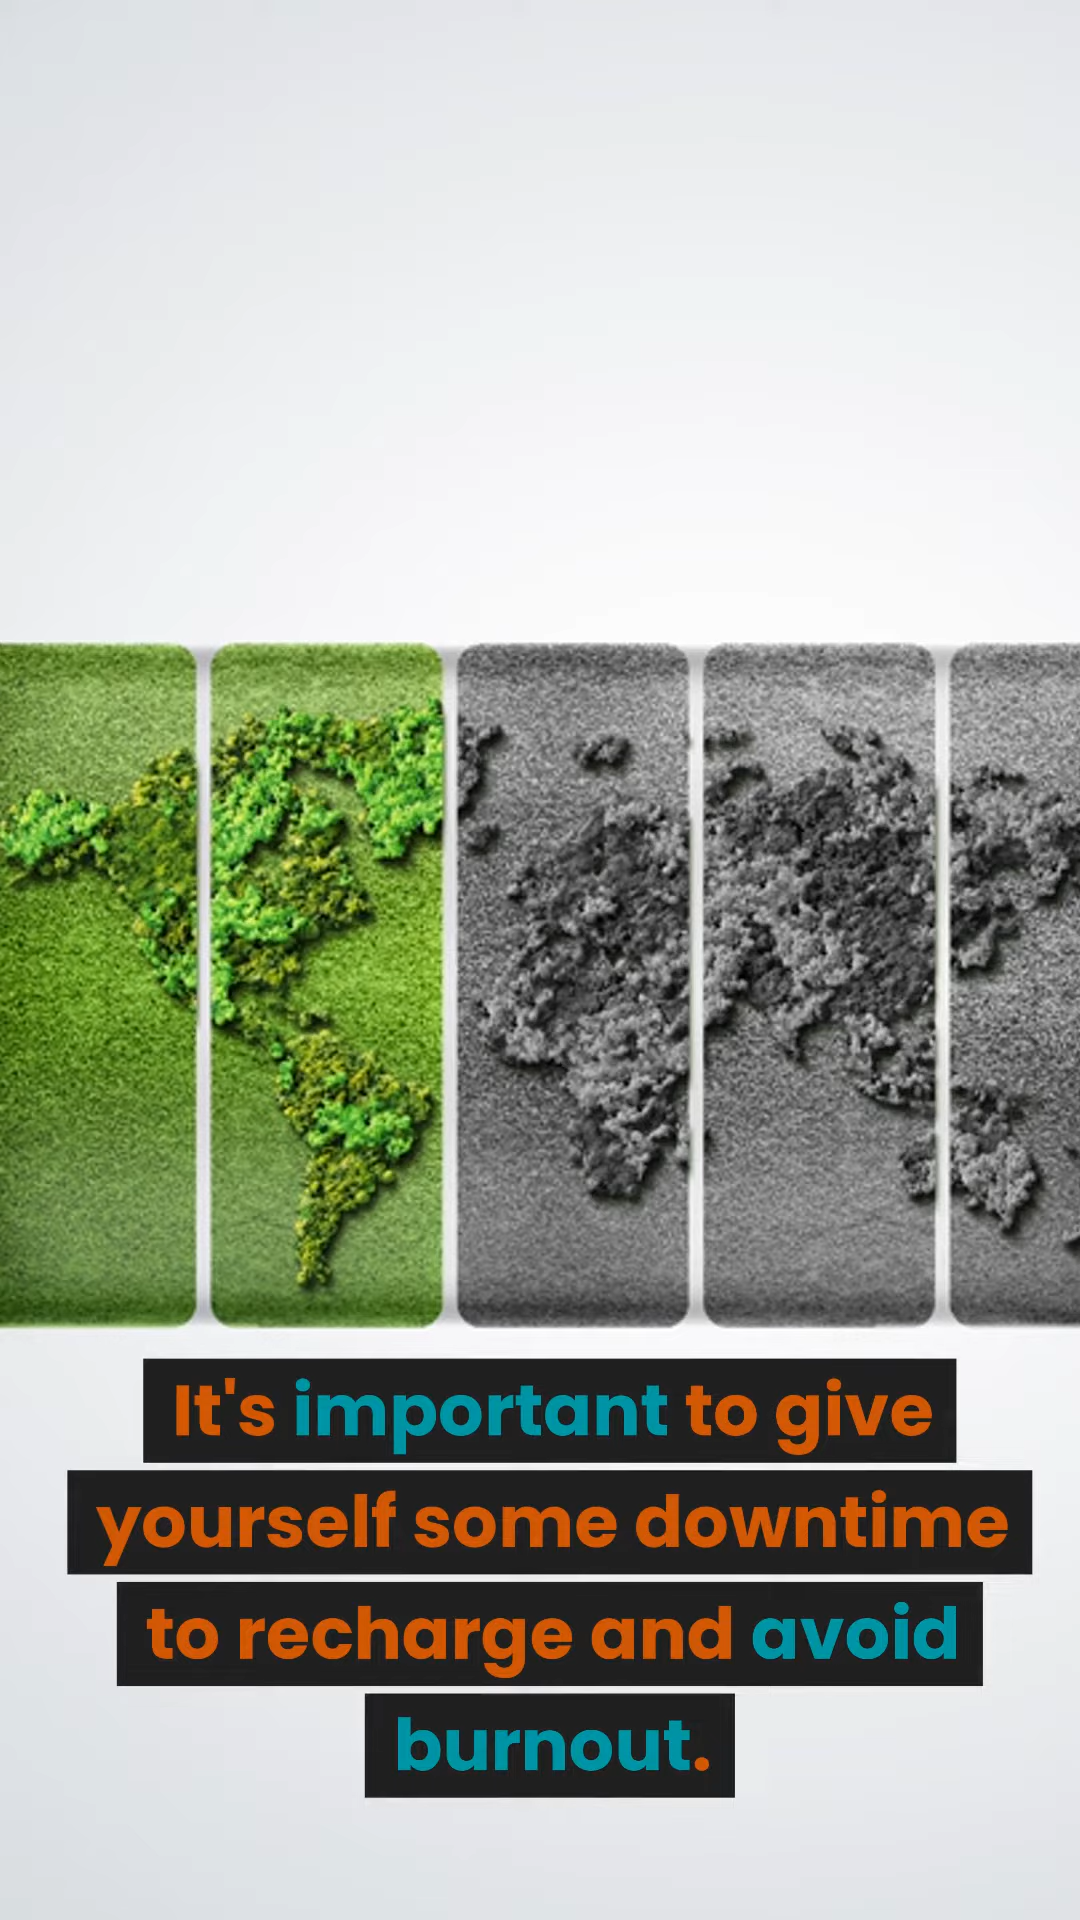 It's important to give
yourself some downtime
to recharge and avoid
burnout.